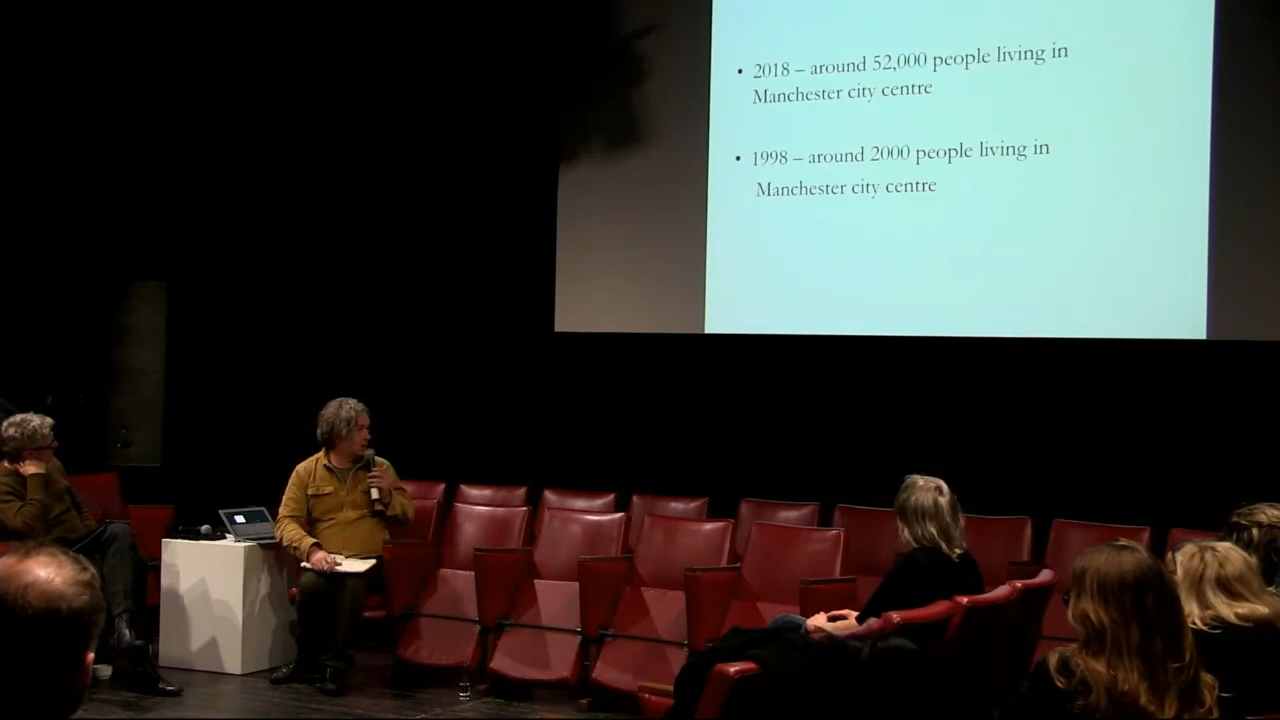 • 2018 – around 52,000 people living in
Manchester city centre
• 1998 – around 2000 people living in
Manchester city centre